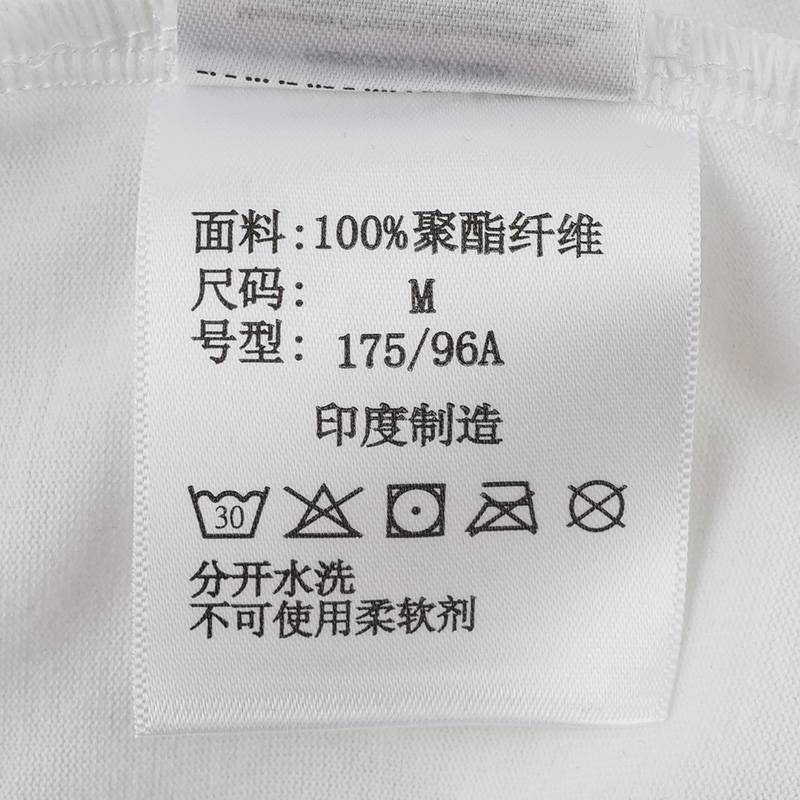 面料:100%聚酯纤维
尺码: M
号型: 175/96A
印度制造
30
分开水洗
不可使用柔软剂